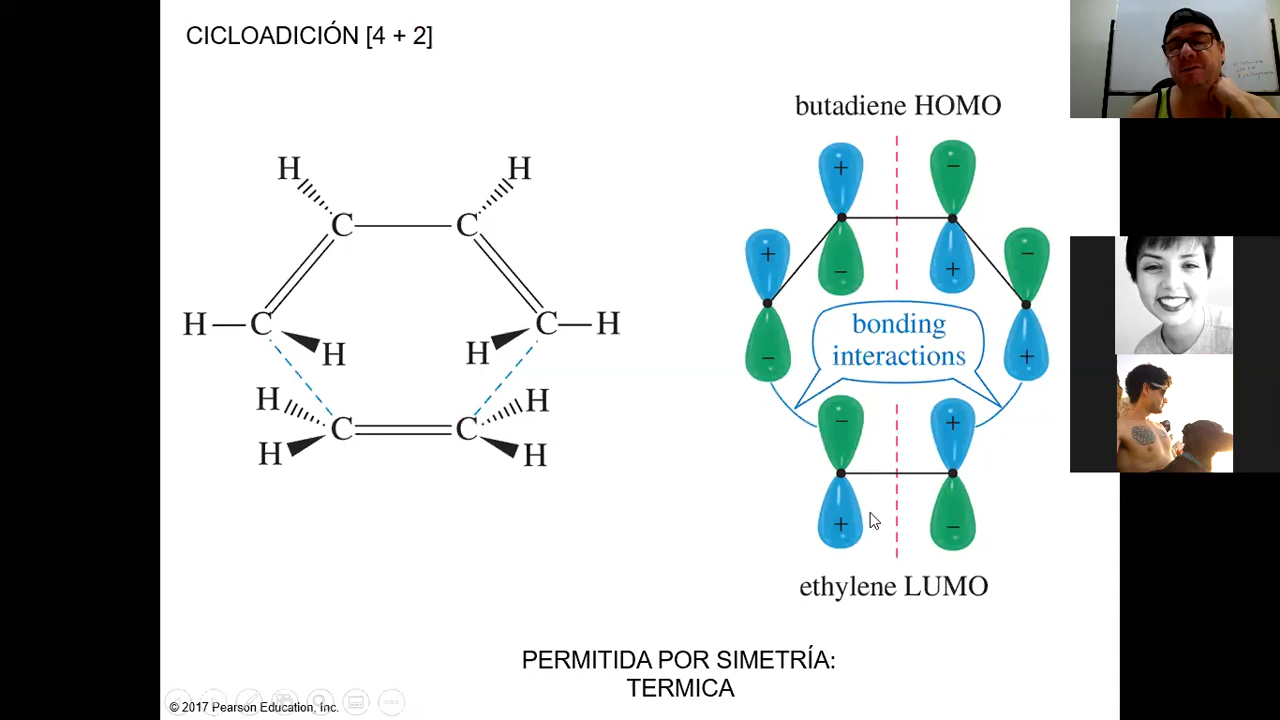 CICLOADICIÓN [4 + 2]
H H
C C
H C H H C H
H H
C C
H H
butadiene HOMO
+ −
+ − + −
− +
bonding
interactions
− +
− +
+ −
ethylene LUMO
PERMITIDA POR SIMETRÍA:
TERMICA
© 2017 Pearson Education, Inc.